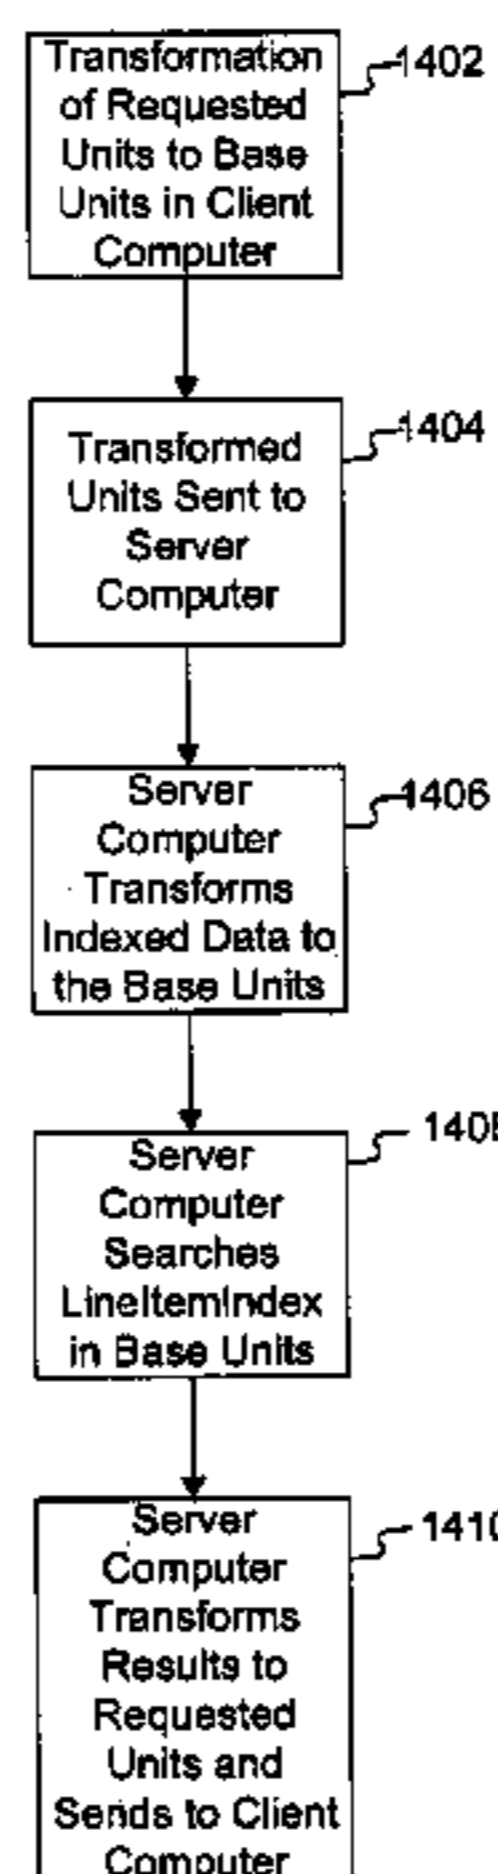 Transformation
of Requested
Units to Base
Units in Client
Computer
1402
Transformed
Units Sent to
Server
Computer
1404
Server
Computer
Transforms
Indexed Data to
the Base Units
1406
Server
Computer
Searches
LineItemIndex
in Base Units
Server
Computer
Transforms
Results to
Requested
Units and
Sends to Client
Computer
1410